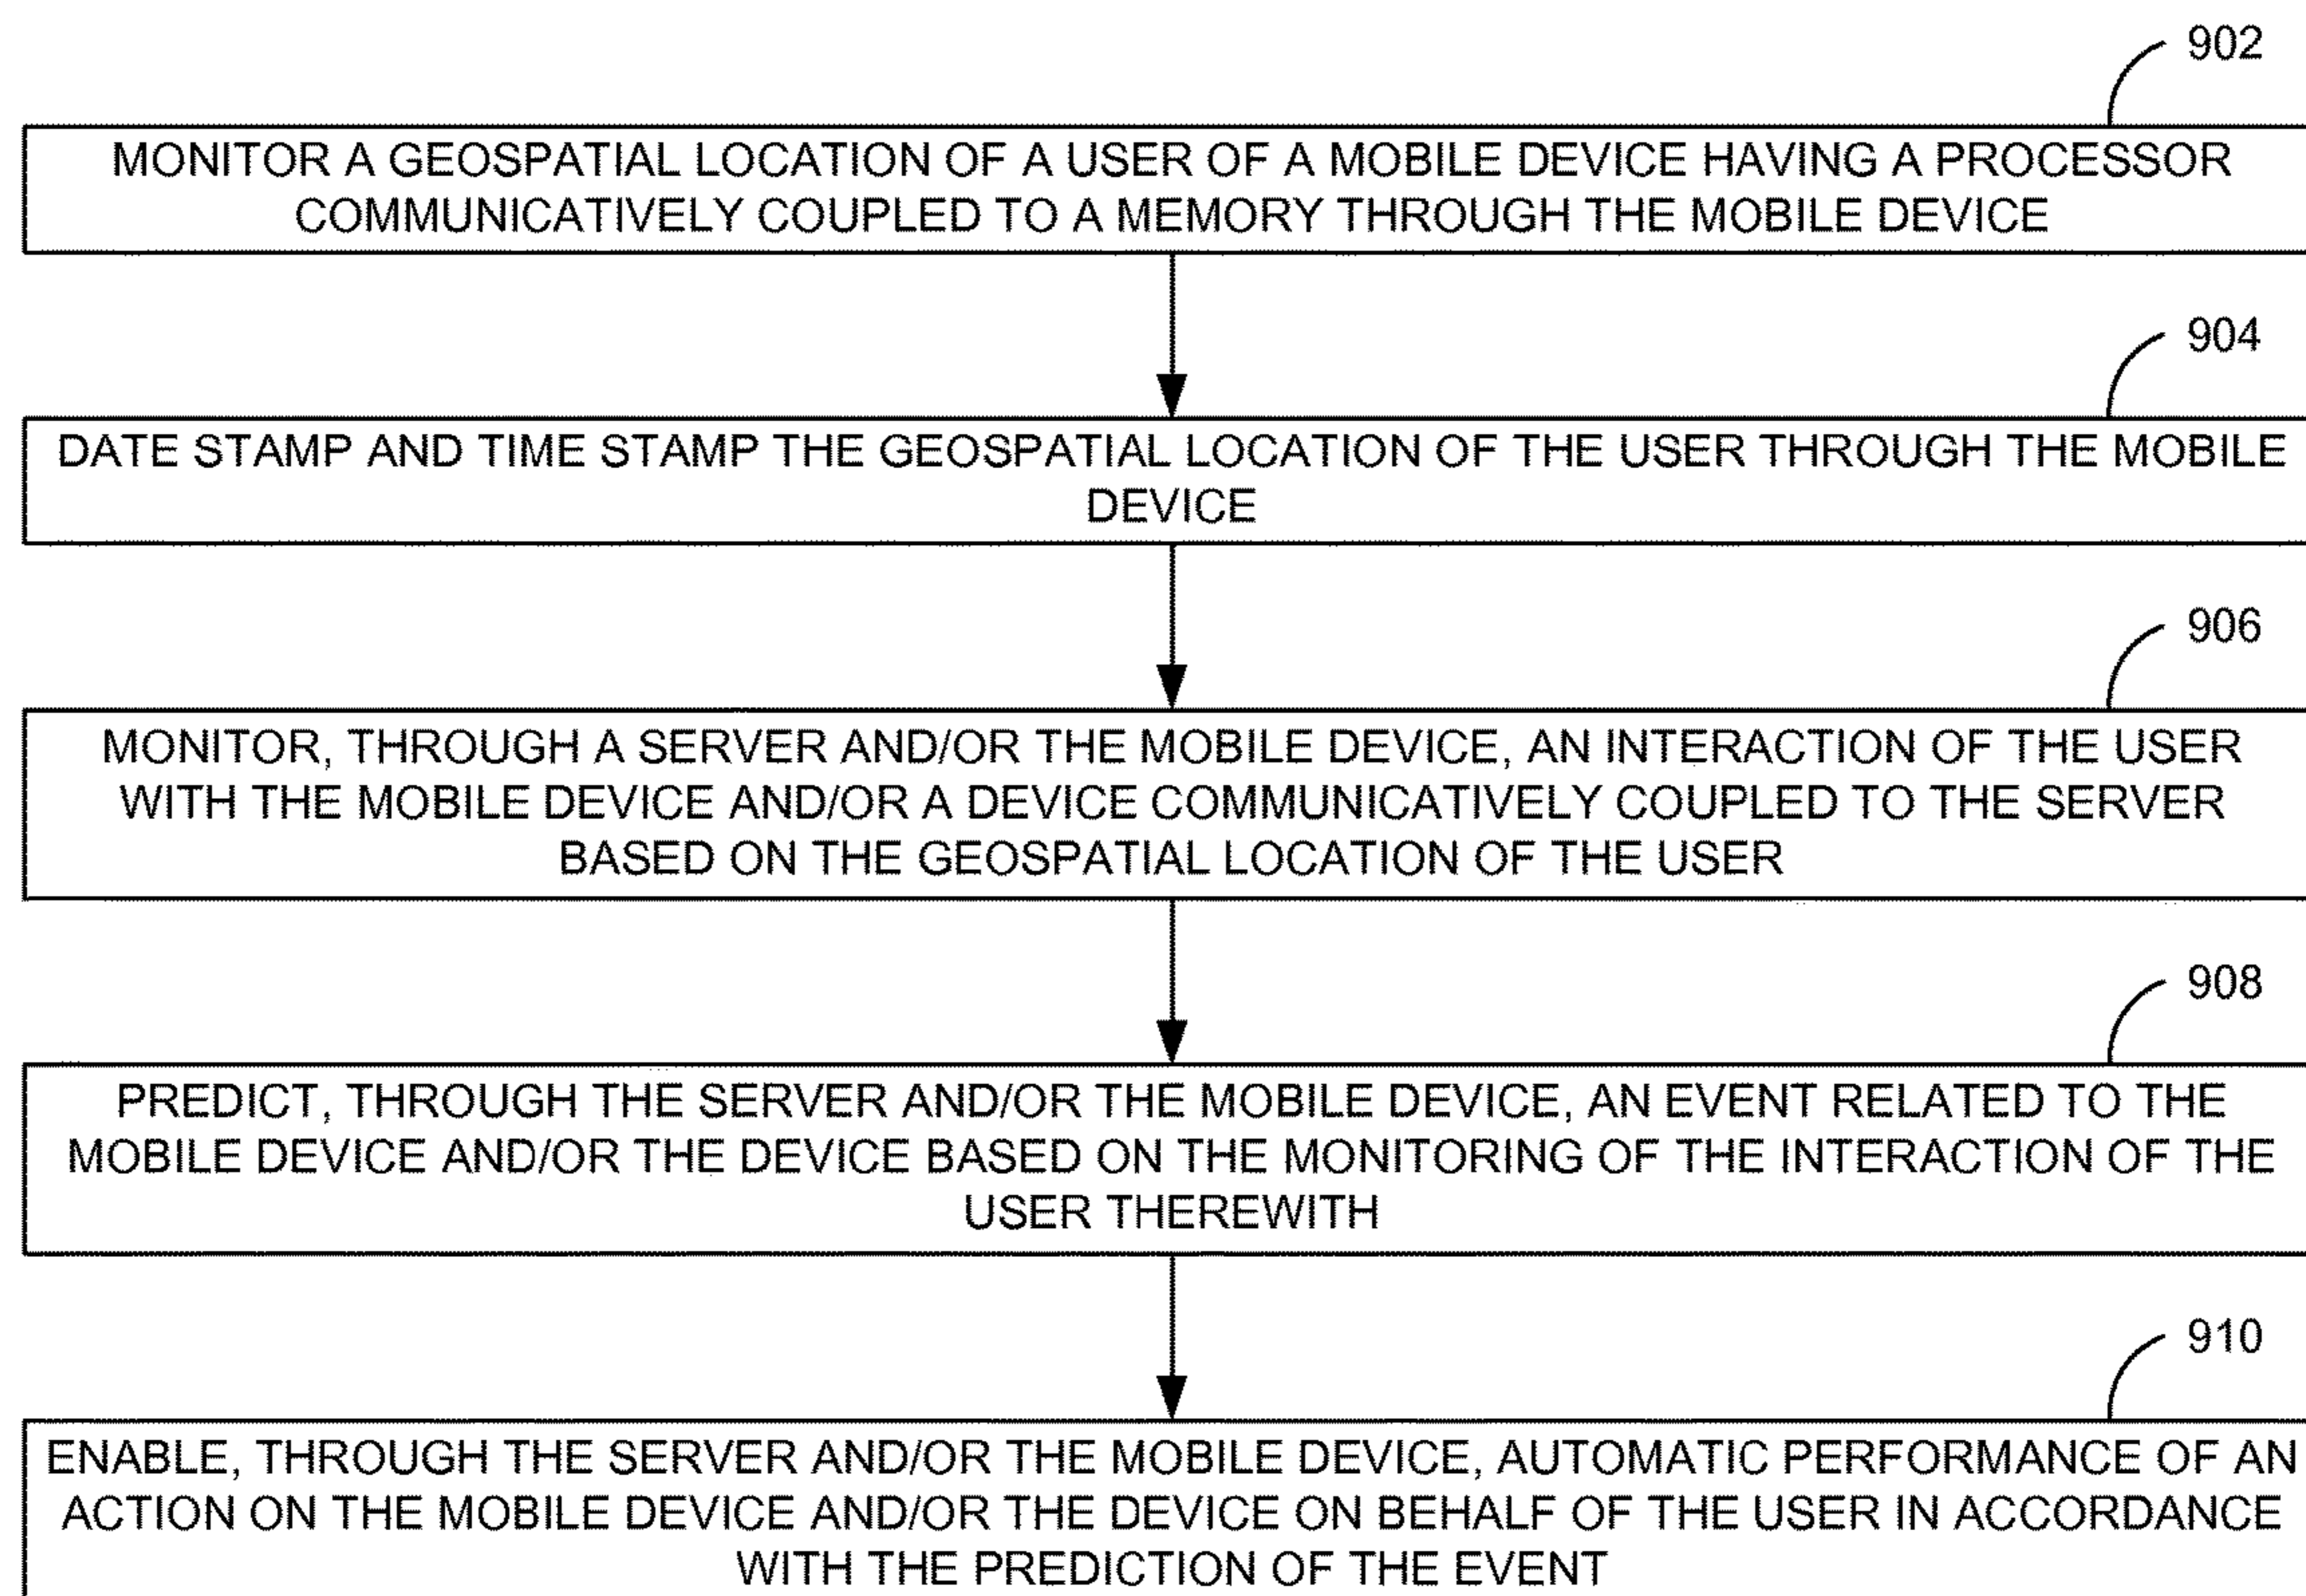 902
MONITOR A GEOSPATIAL LOCATION OF A USER OF A MOBILE DEVICE HAVING A PROCESSOR
COMMUNICATIVELY COUPLED TO A MEMORY THROUGH THE MOBILE DEVICE
904
DATE STAMP AND TIME STAMP THE GEOSPATIAL LOCATION OF THE USER THROUGH THE MOBILE
DEVICE
906
MONITOR, THROUGH A SERVER AND/OR THE MOBILE DEVICE, AN INTERACTION OF THE USER
WITH THE MOBILE DEVICE AND/OR A DEVICE COMMUNICATIVELY COUPLED TO THE SERVER
BASED ON THE GEOSPATIAL LOCATION OF THE USER
908
PREDICT, THROUGH THE SERVER AND/OR THE MOBILE DEVICE, AN EVENT RELATED TO THE
MOBILE DEVICE AND/OR THE DEVICE BASED ON THE MONITORING OF THE INTERACTION OF THE
USER THEREWITH
910
ENABLE, THROUGH THE SERVER AND/OR THE MOBILE DEVICE, AUTOMATIC PERFORMANCE OF AN
ACTION ON THE MOBILE DEVICE AND/OR THE DEVICE ON BEHALF OF THE USER IN ACCORDANCE
WITH THE PREDICTION OF THE EVENT